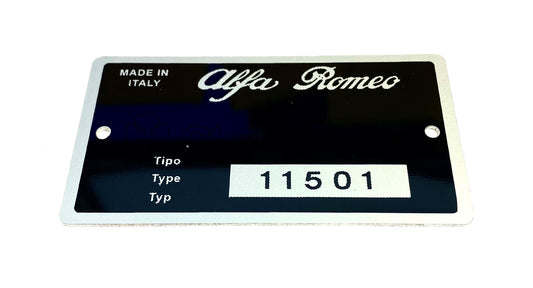 MADE IN
ITALY
Alfa Romeo
Tipo
Type
Typ
11501